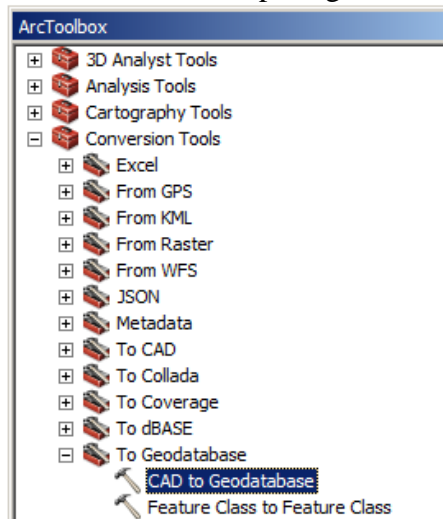 ArcToolbox
3D Analyst Tools
Analysis Tools
Cartography Tools
Conversion Tools
Excel
From GPS
From KML
From Raster
From WFS
JSON
Metadata
To CAD
To Collada
To Coverage
To dBASE
To Geodatabase
CAD to Geodatabase
Feature Class to Feature Class